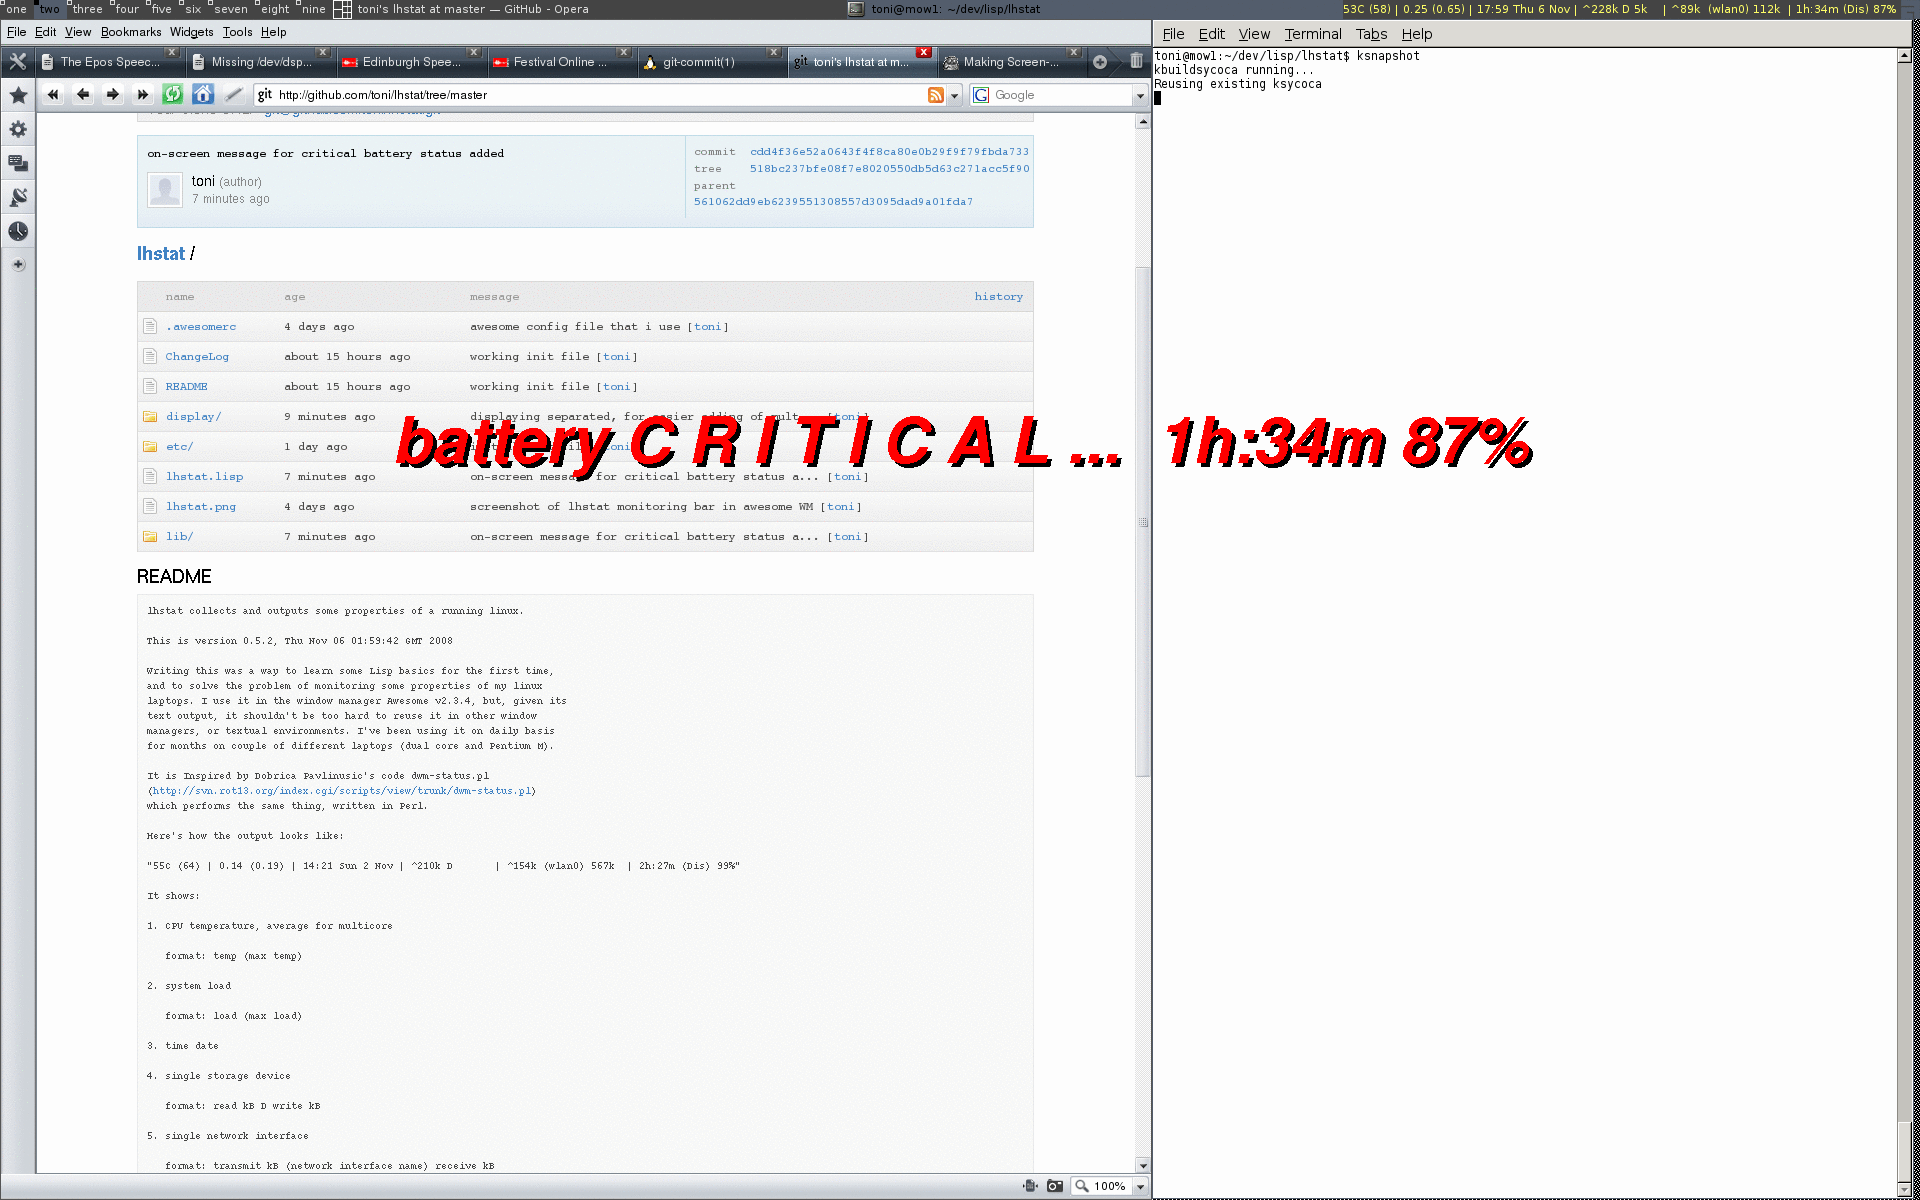 one two three four five six seven eight nine toni's lhstat at master — GitHub - Opera toni@mow1: ~/dev/lisp/lhstat 53C (58) | 0.25 (0.65) | 17:59 Thu 6 Nov | ^228k D 5k | ^89k (wlan0) 112k | 1h:34m (Dis) 87%
File Edit View Bookmarks Widgets Tools Help
The Epos Speec... Missing /dev/dsp... Edinburgh Spee... Festival Online ... git-commit(1) toni's lhstat at m... Making Screen-...
git http://github.com/toni/lhstat/tree/master Google
on-screen message for critical battery status added
toni (author)
7 minutes ago
commit cdd4f36e52a0643f4f8ca80e0b29f9f79fbda733
tree 518bc237bfe08f7e8020550db5d63c271acc5f90
parent
561062dd9eb6239551308557d3095dad9a01fda7
lhstat /
name age message history
.awesomerc 4 days ago awesome config file that i use [toni]
ChangeLog about 15 hours ago working init file [toni]
README about 15 hours ago working init file [toni]
display/ 9 minutes ago displaying separated, for easier adding of mult... [toni]
etc/ 1 day ago [toni]
battery C R I T I C A L ... 1h:34m 87%
lhstat.lisp 7 minutes ago on-screen message for critical battery status a... [toni]
lhstat.png 4 days ago screenshot of lhstat monitoring bar in awesome WM [toni]
lib/ 7 minutes ago on-screen message for critical battery status a... [toni]
README
lhstat collects and outputs some properties of a running linux.
This is version 0.5.2, Thu Nov 06 01:59:42 GMT 2008
Writing this was a way to learn some Lisp basics for the first time,
and to solve the problem of monitoring some properties of my linux
laptops. I use it in the window manager Awesome v2.3.4, but, given its
text output, it shouldn't be too hard to reuse it in other window
managers, or textual environments. I've been using it on daily basis
for months on couple of different laptops (dual core and Pentium M).
It is Inspired by Dobrica Pavlinusic's code dwm-status.pl
(http://svn.rot13.org/index.cgi/scripts/view/trunk/dwm-status.pl)
which performs the same thing, written in Perl.
Here's how the output looks like:
"55C (64) | 0.14 (0.19) | 14:21 Sun 2 Nov | ^210k D | ^154k (wlan0) 567k | 2h:27m (Dis) 99%"
It shows:
1. CPU temperature, average for multicore
format: temp (max temp)
2. system load
format: load (max load)
3. time date
4. single storage device
format: read kB D write kB
5. single network interface
format: transmit kB (network interface name) receive kB
100%
File Edit View Terminal Tabs Help
toni@mow1:~/dev/lisp/lhstat$ ksnapshot
kbuildsycoca running...
Reusing existing ksycoca